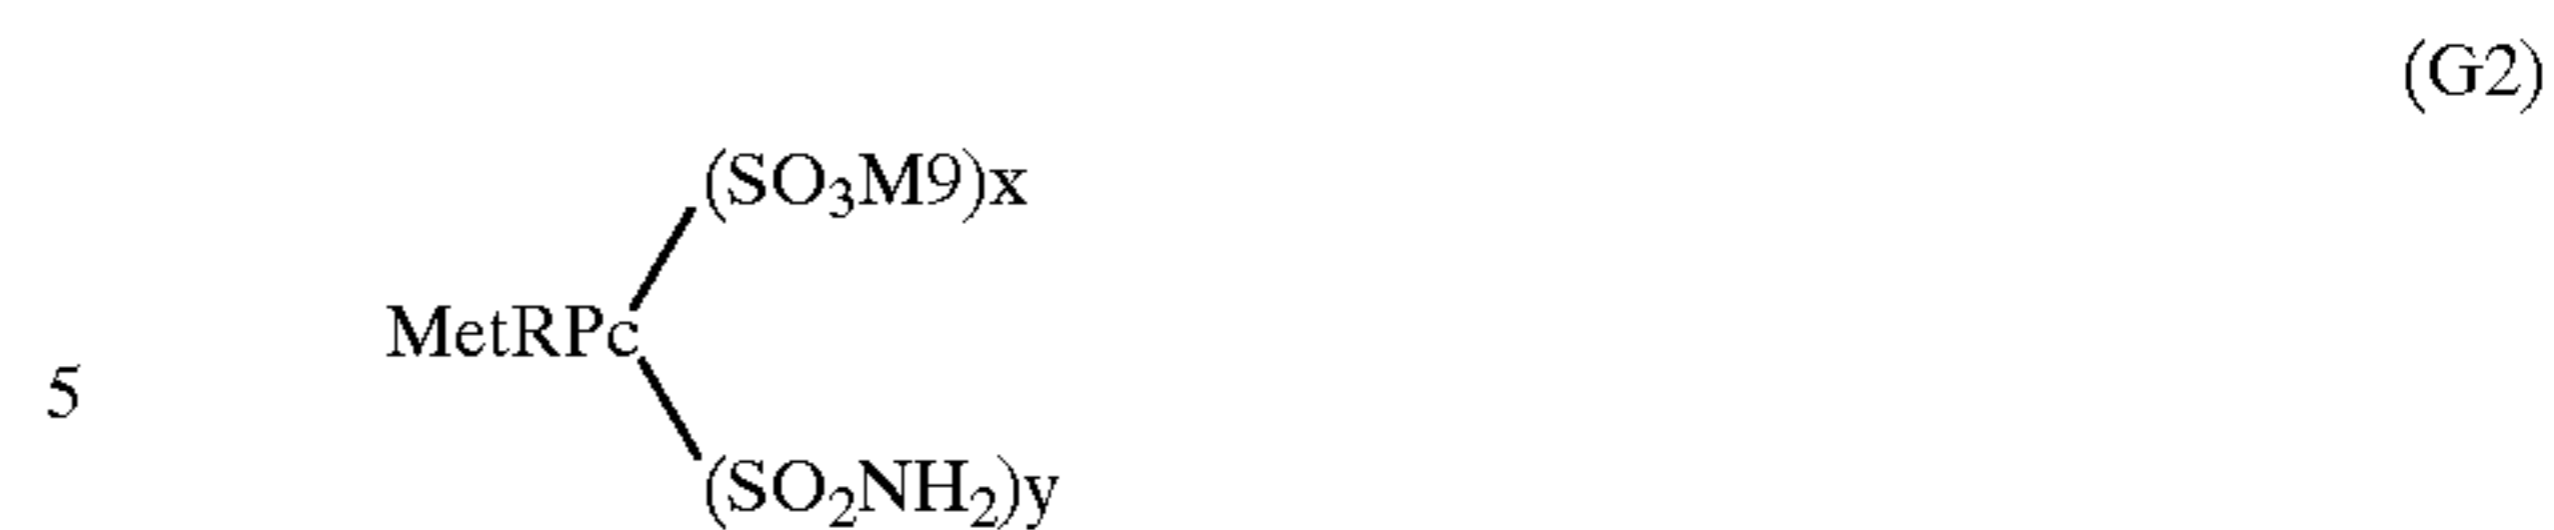 (G2)
(SO₃M9)x
MetRPc
5
(SO₂NH₂)y